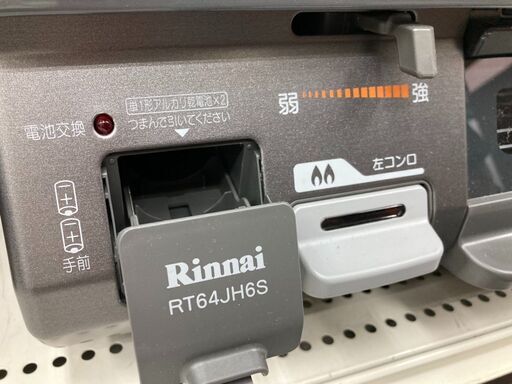 単1形アルカリ乾電池×2
つまんで引いてください
電池交換
弱
強
左コンロ
手前
Rinnai
RT64JH6S